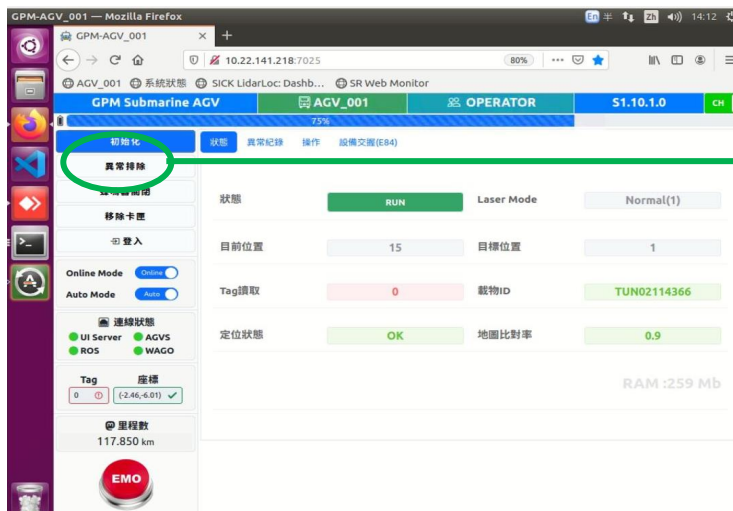 GPM-AGV_001 — Mozilla Firefox
En 半 Zh 14:12
GPM-AGV_001 × +
10.22.141.218:7025 80%
AGV_001 系統狀態 SICK LidarLoc: Dashb... SR Web Monitor
GPM Submarine AGV AGV_001 OPERATOR S1.10.1.0 CH
75%
初始化 狀態 異常紀錄 操作 設備交握(E84)
異常排除
狀態 RUN Laser Mode Normal(1)
移除卡匣
登入
目前位置 15 目標位置 1
Online Mode Online
Auto Mode Auto
Tag讀取 0 載物ID TUN02114366
連線狀態
UI Server AGVS
ROS WAGO
定位狀態 OK 地圖比對率 0.9
Tag 座標
0 (-2.46,-6.01)
RAM :259 Mb
里程數
117.850 km
EMO